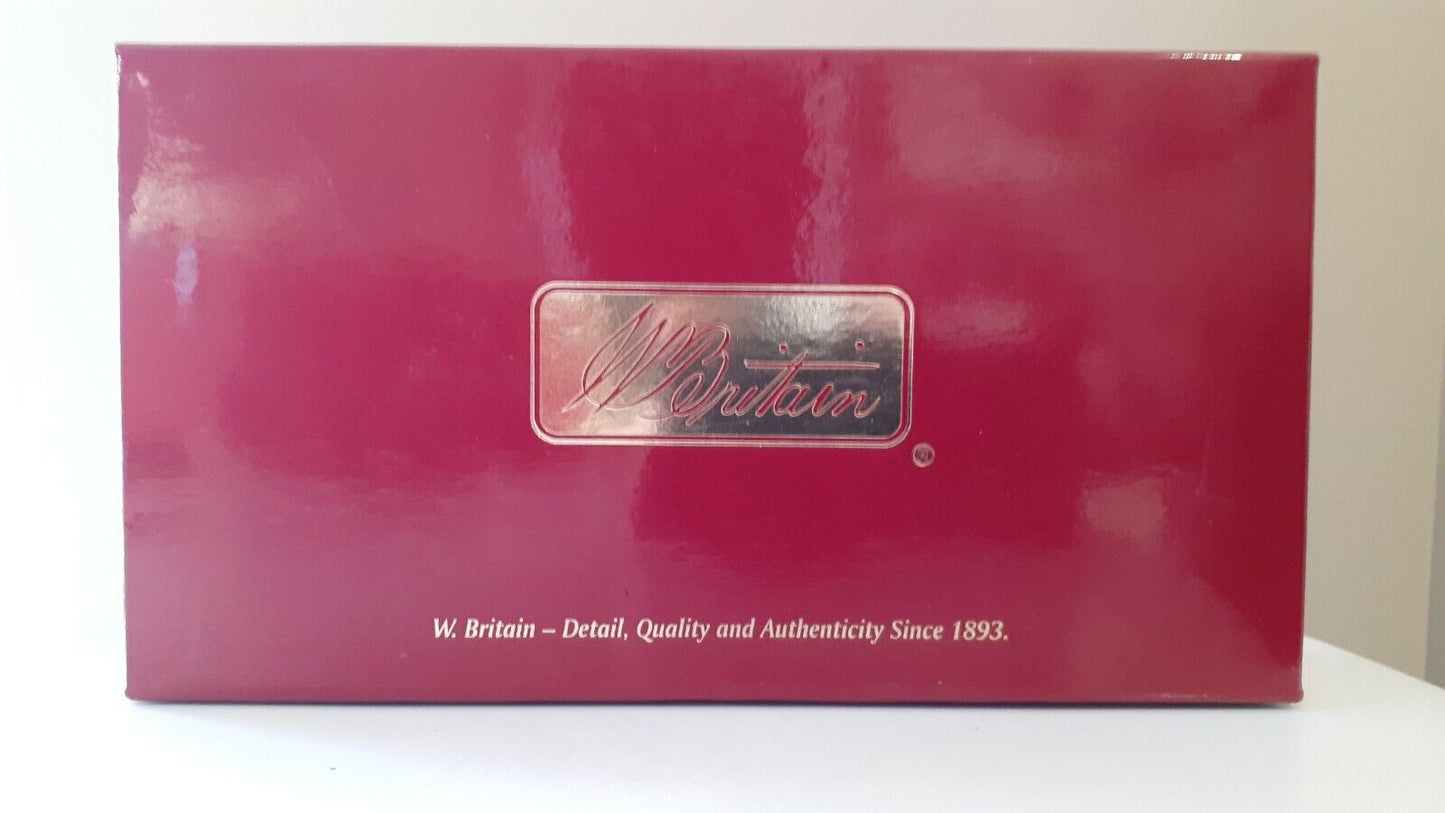 W Britain
®
W. Britain – Detail, Quality and Authenticity Since 1893.